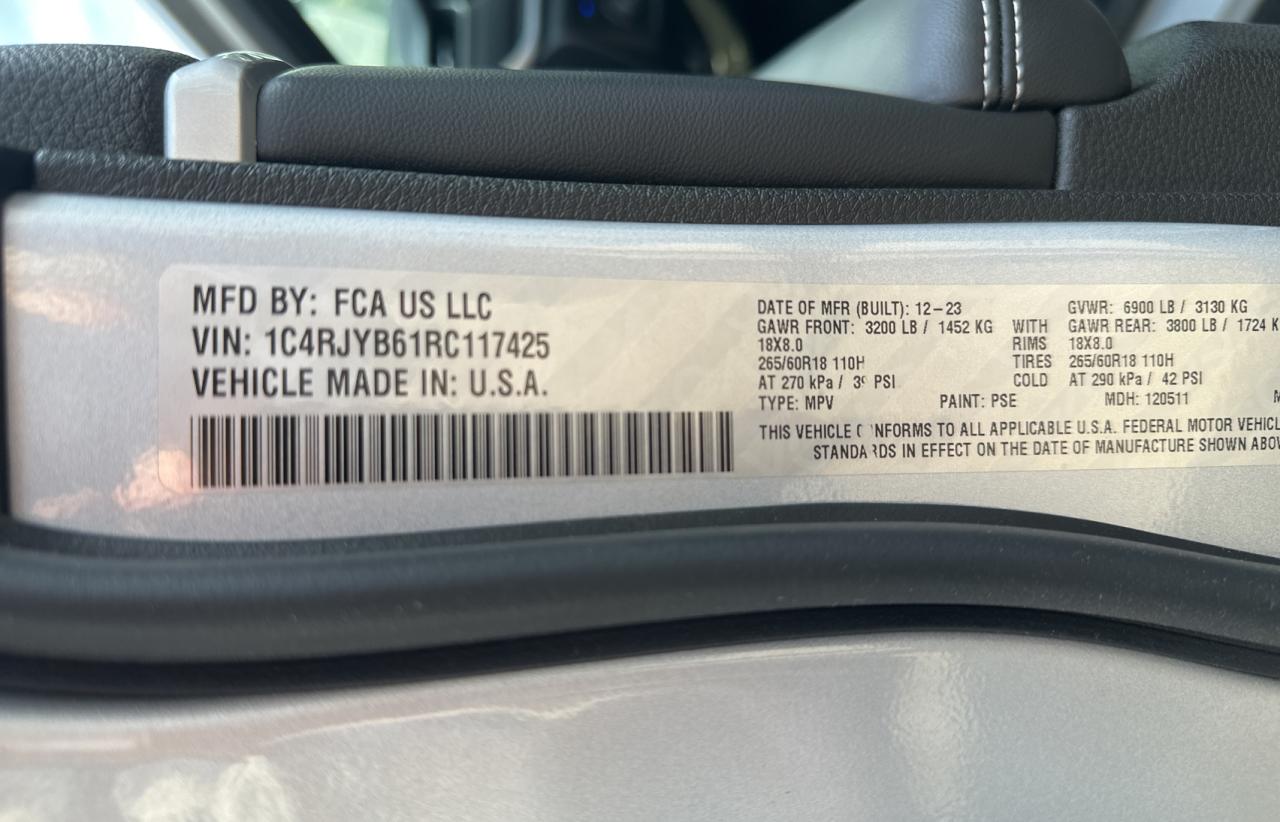 MFD BY: FCA US LLC
VIN: 1C4RJYB61RC117425
VEHICLE MADE IN: U.S.A.
DATE OF MFR (BUILT): 12-23 GVWR: 6900 LB / 3130 KG
GAWR FRONT: 3200 LB / 1452 KG WITH GAWR REAR: 3800 LB / 1724 K
18X8.0 RIMS 18X8.0
265/60R18 110H TIRES 265/60R18 110H
AT 270 kPa / PSI COLD AT 290 kPa / 42 PSI
TYPE: MPV PAINT: PSE MDH: 120511 M
THIS VEHICLE C NFORMS TO ALL APPLICABLE U.S.A. FEDERAL MOTOR VEHICL
STANDA RDS IN EFFECT ON THE DATE OF MANUFACTURE SHOWN ABOV